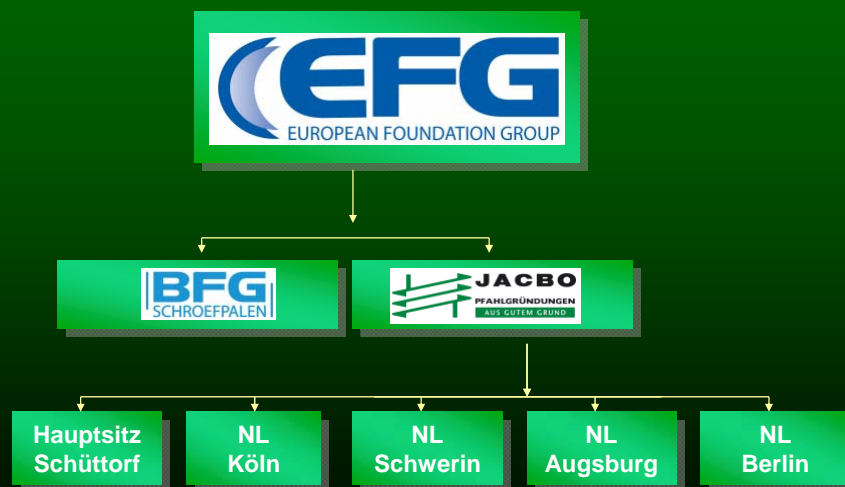 EFG
EUROPEAN FOUNDATION GROUP
BFG
SCHROEFPALEN
JACBO
PFAHLGRÜNDUNGEN
AUS GUTEM GRUND
Hauptsitz
Schüttorf
NL
Köln
NL
Schwerin
NL
Augsburg
NL
Berlin